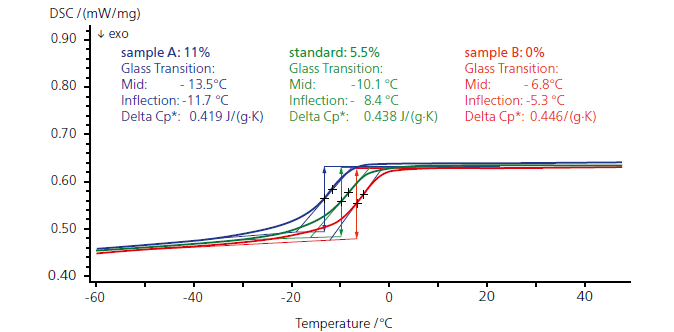 DSC /(mW/mg)
0.90
↓ exo
sample A: 11%
Glass Transition:
Mid: - 13.5°C
Inflection: -11.7 °C
Delta Cp*: 0.419 J/(g·K)
standard: 5.5%
Glass Transition:
Mid: -10.1 °C
Inflection: - 8.4 °C
Delta Cp*: 0.438 J/(g·K)
sample B: 0%
Glass Transition:
Mid: - 6.8°C
Inflection: -5.3 °C
Delta Cp*: 0.446/(g·K)
0.80
0.70
0.60
0.50
0.40
-60 -40 -20 0 20 40
Temperature /°C